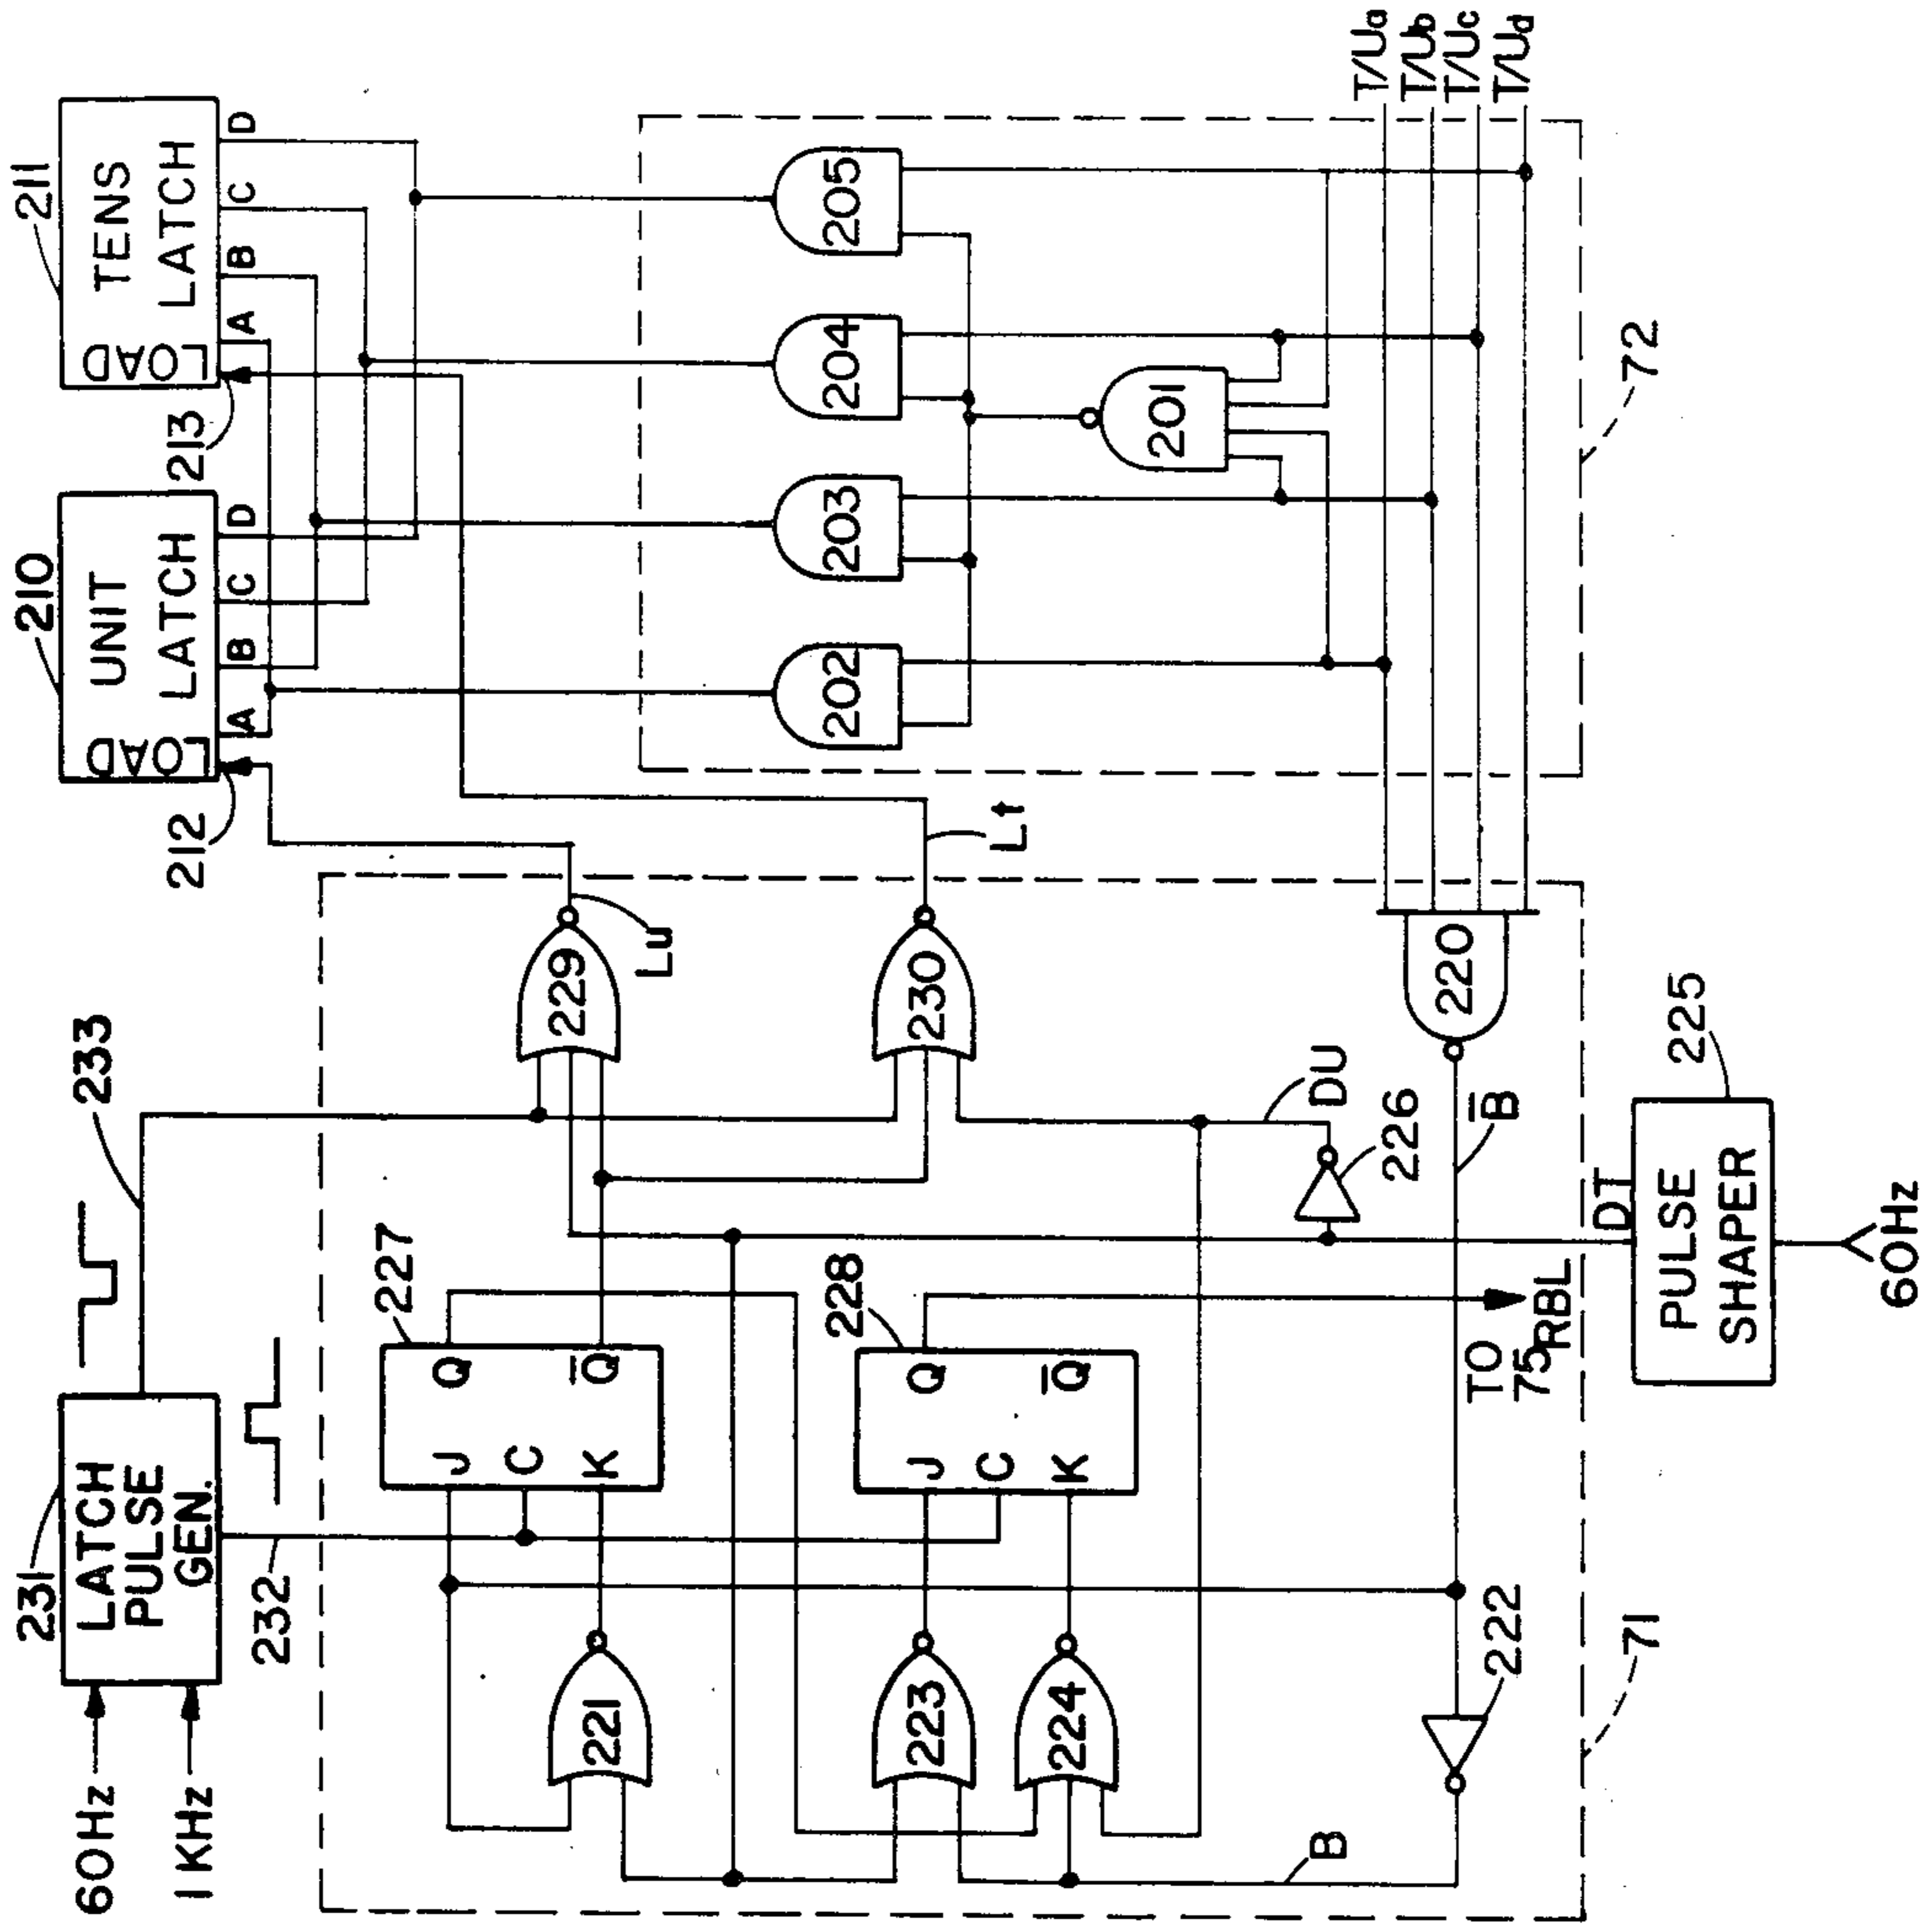 211
TENS
LATCH
LOAD
A
B
C
D
213
210
UNIT
LATCH
LOAD
A
B
C
D
212
205
204
203
202
201
T/Ua
T/Ub
T/Uc
T/Ud
72
Lt
Lu
233
229
230
220
DU
226
B̅
225
PULSE
SHAPER
DT
60Hz
227
Q
Q̅
J
C
K
228
Q
Q̅
J
C
K
TO
75
RBL
231
LATCH
PULSE
GEN.
232
60Hz
1KHz
221
223
224
222
B
71